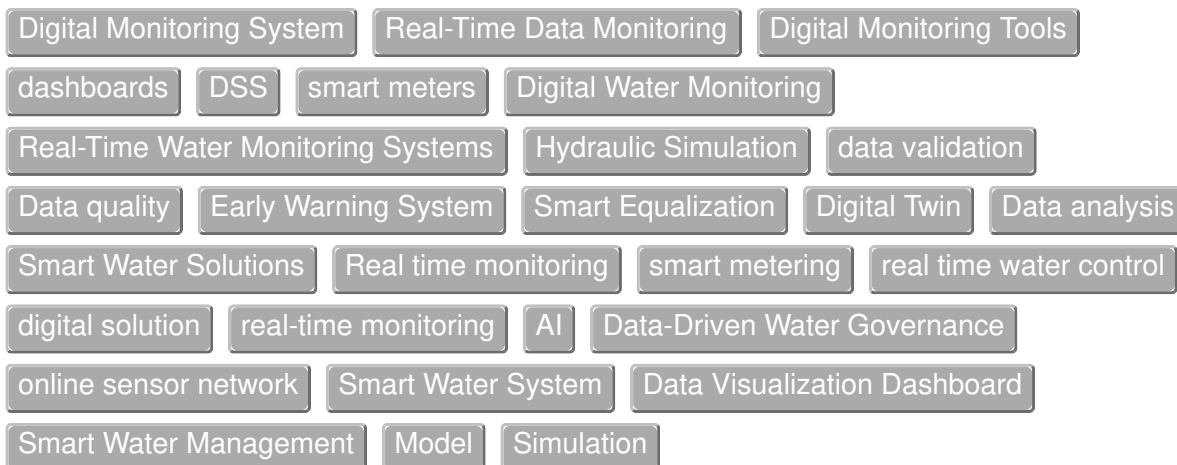 Digital Monitoring System Real-Time Data Monitoring Digital Monitoring Tools
dashboards DSS smart meters Digital Water Monitoring
Real-Time Water Monitoring Systems Hydraulic Simulation data validation
Data quality Early Warning System Smart Equalization Digital Twin Data analysis
Smart Water Solutions Real time monitoring smart metering real time water control
digital solution real-time monitoring AI Data-Driven Water Governance
online sensor network Smart Water System Data Visualization Dashboard
Smart Water Management Model Simulation